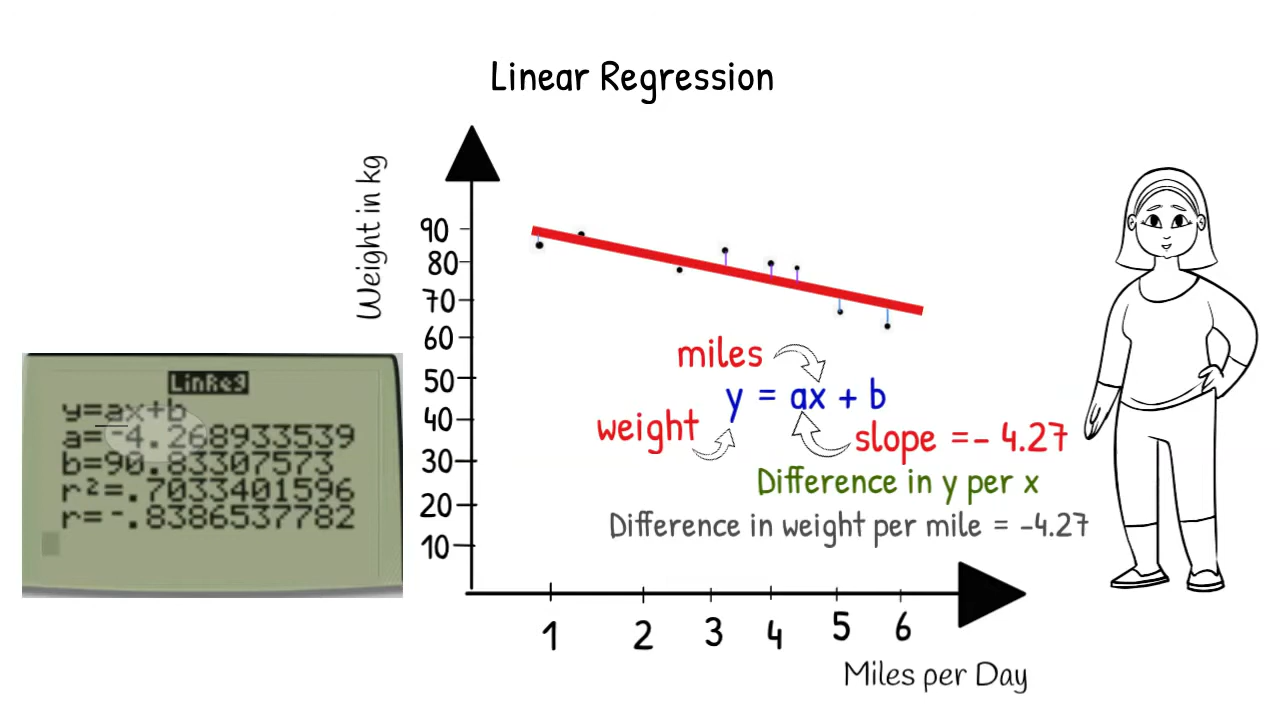 Linear Regression
Weight in kg
90
80
70
60
50
40
30
20
10
1 2 3 4 5 6
Miles per Day
miles
y = ax + b
weight
slope = - 4.27
Difference in y per x
Difference in weight per mile = -4.27
LinReg
y=ax+b
a=-4.268933539
b=90.83307573
r²=.7033401596
r=-.8386537782